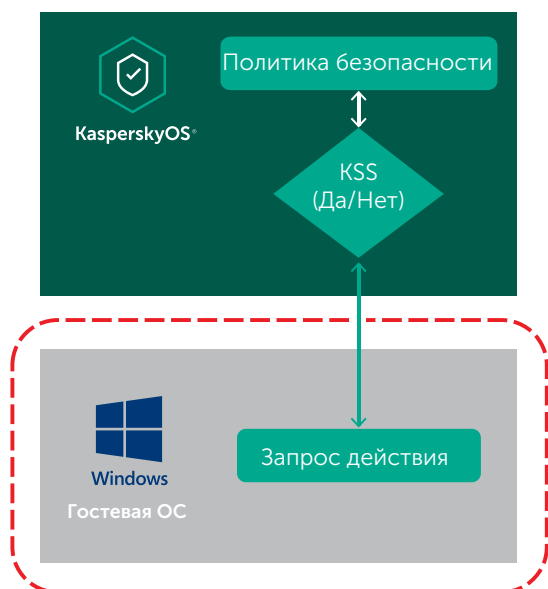 Политика безопасности
KasperskyOS®
KSS
(Да/Нет)
Windows
Запрос действия
Гостевая ОС